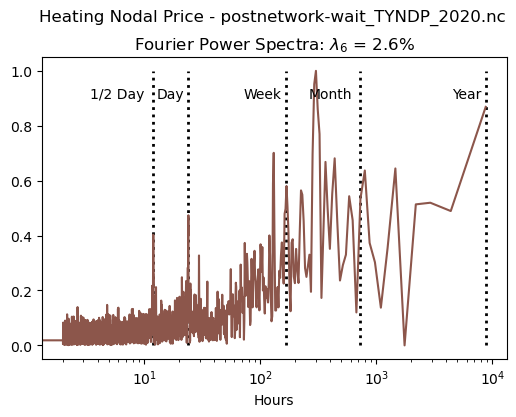 Heating Nodal Price - postnetwork-wait_TYNDP_2020.nc
Fourier Power Spectra: λ₆ = 2.6%
1/2 Day Day Week Month Year
1.0
0.8
0.6
0.4
0.2
0.0
10¹ 10² 10³ 10⁴
Hours